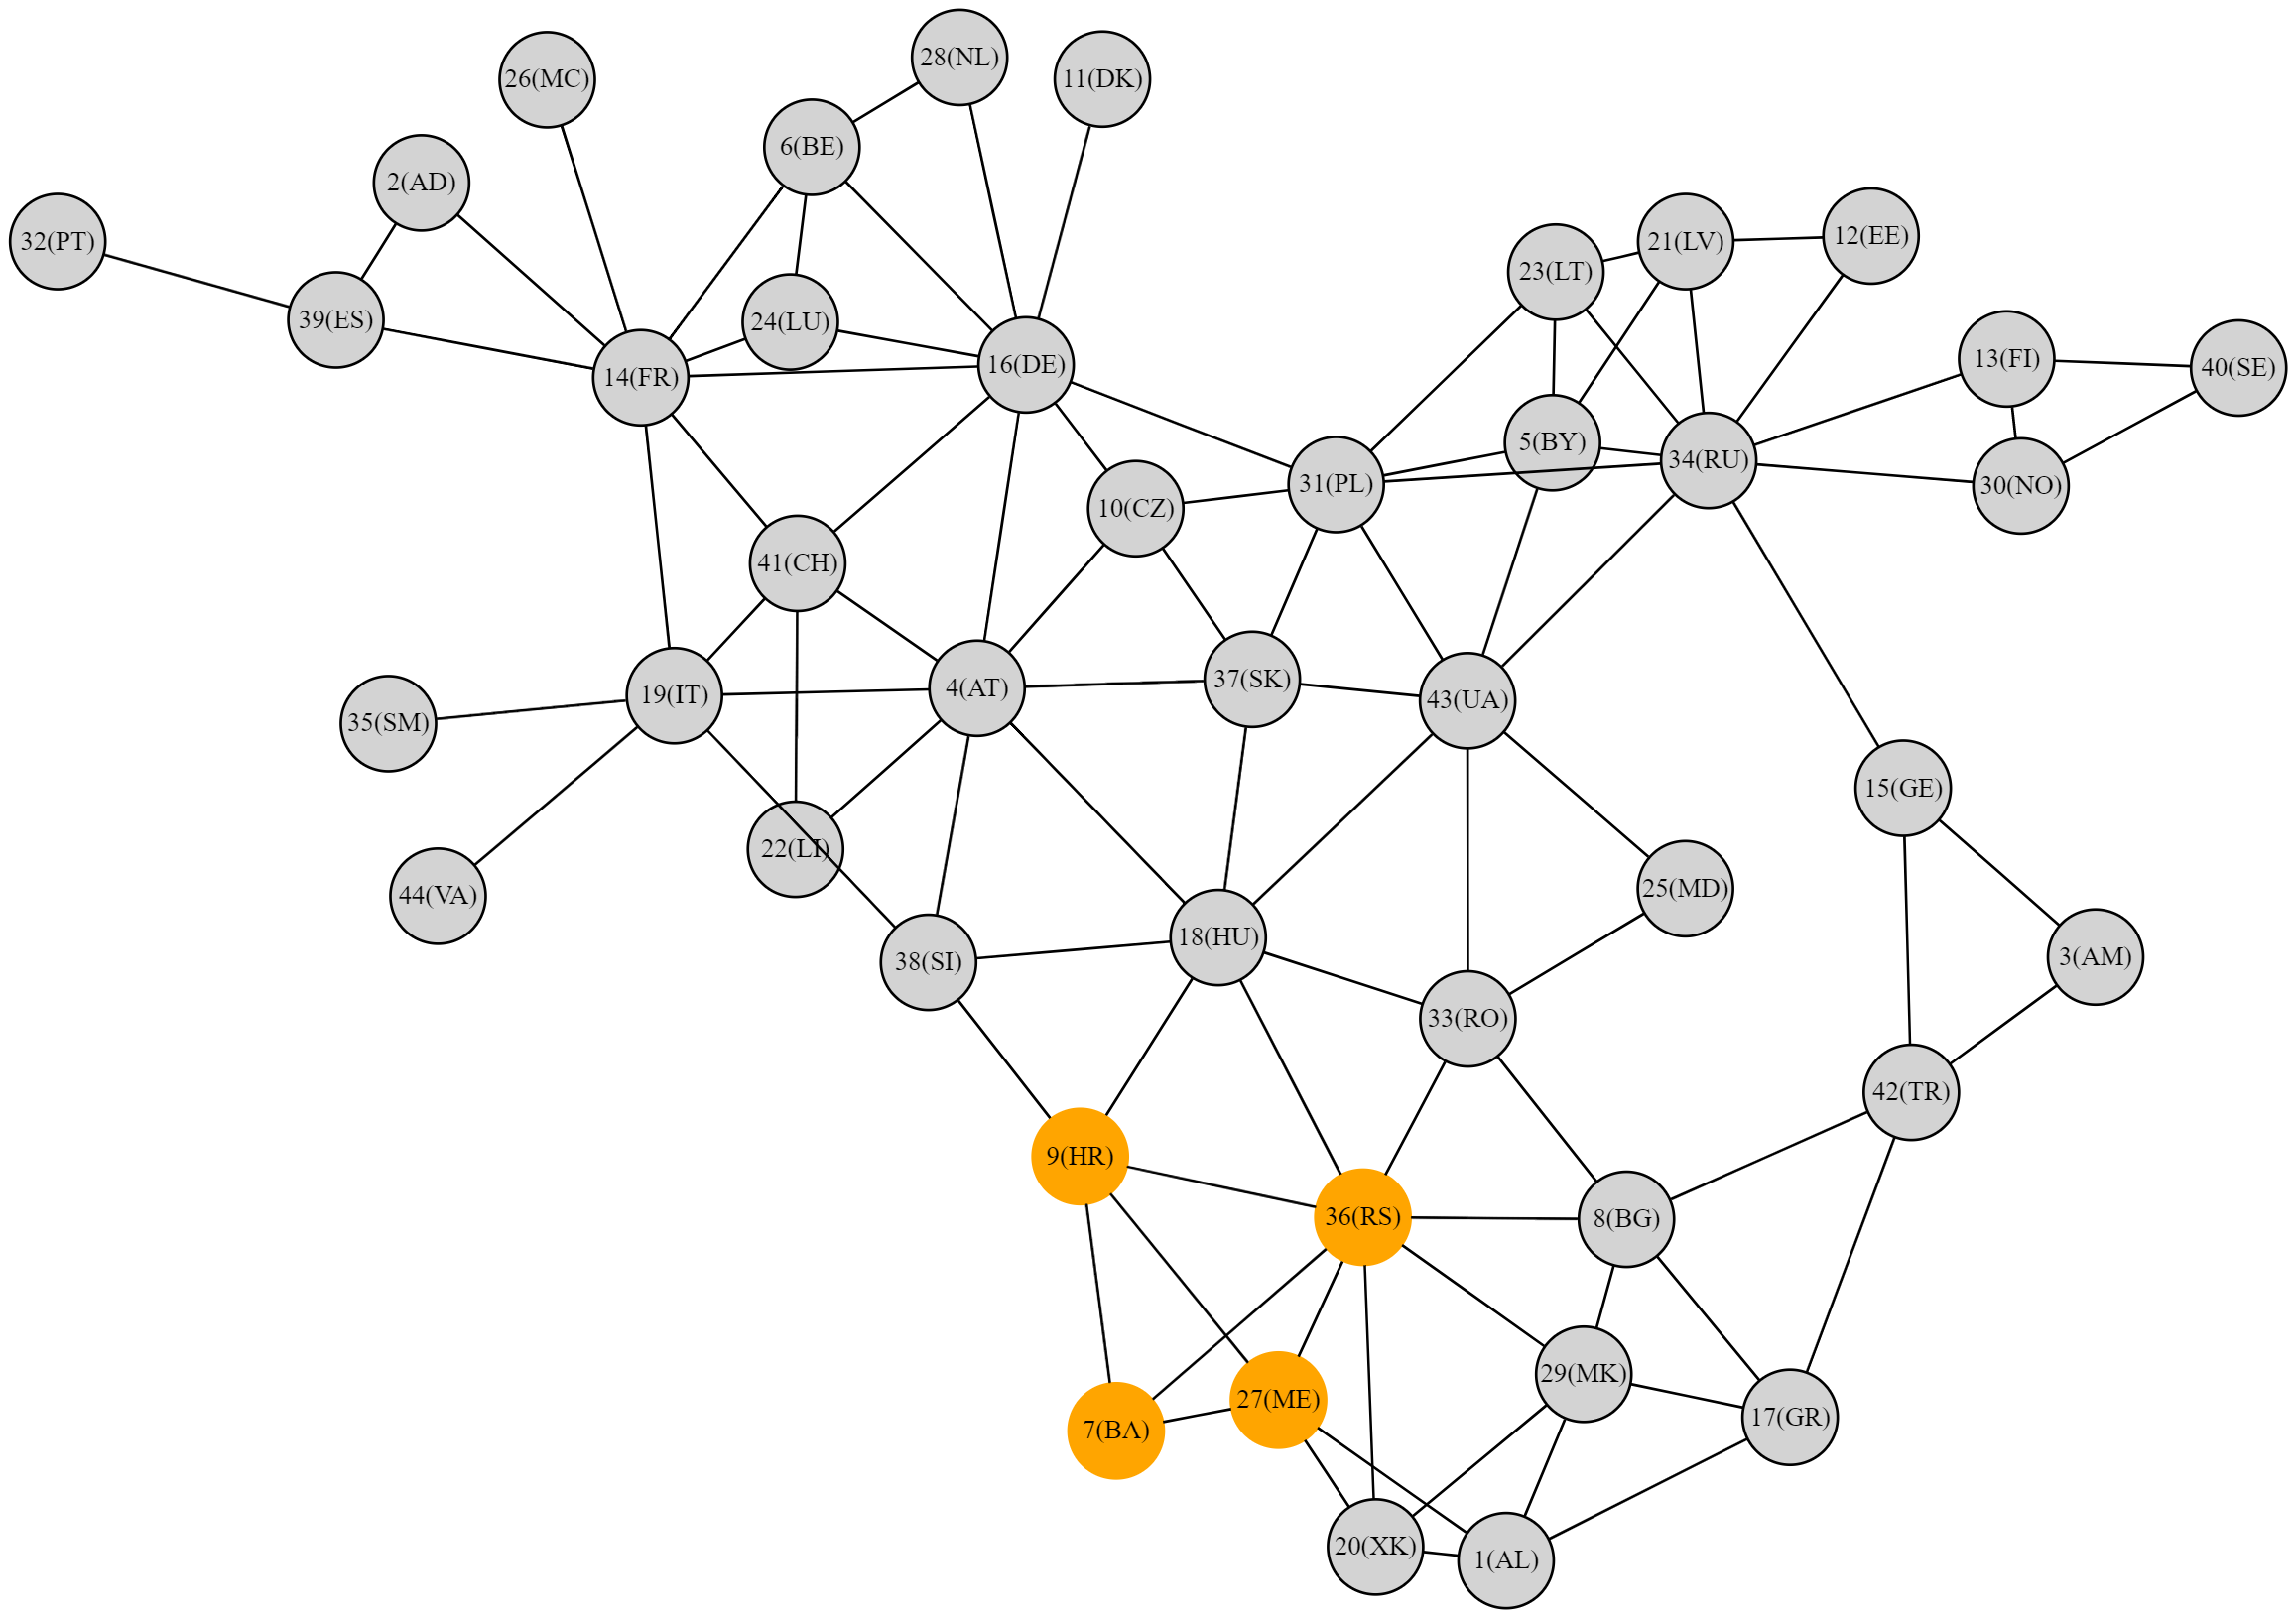 28(NL)
26(MC)
11(DK)
6(BE)
2(AD)
32(PT)
21(LV)
12(EE)
23(LT)
39(ES)
24(LU)
13(FI)
16(DE)
40(SE)
14(FR)
5(BY)
34(RU)
31(PL)
30(NO)
10(CZ)
41(CH)
37(SK)
4(AT)
19(IT)
43(UA)
35(SM)
15(GE)
22(LI)
25(MD)
44(VA)
18(HU)
3(AM)
38(SI)
33(RO)
42(TR)
9(HR)
36(RS)
8(BG)
29(MK)
27(ME)
17(GR)
7(BA)
20(XK)
1(AL)